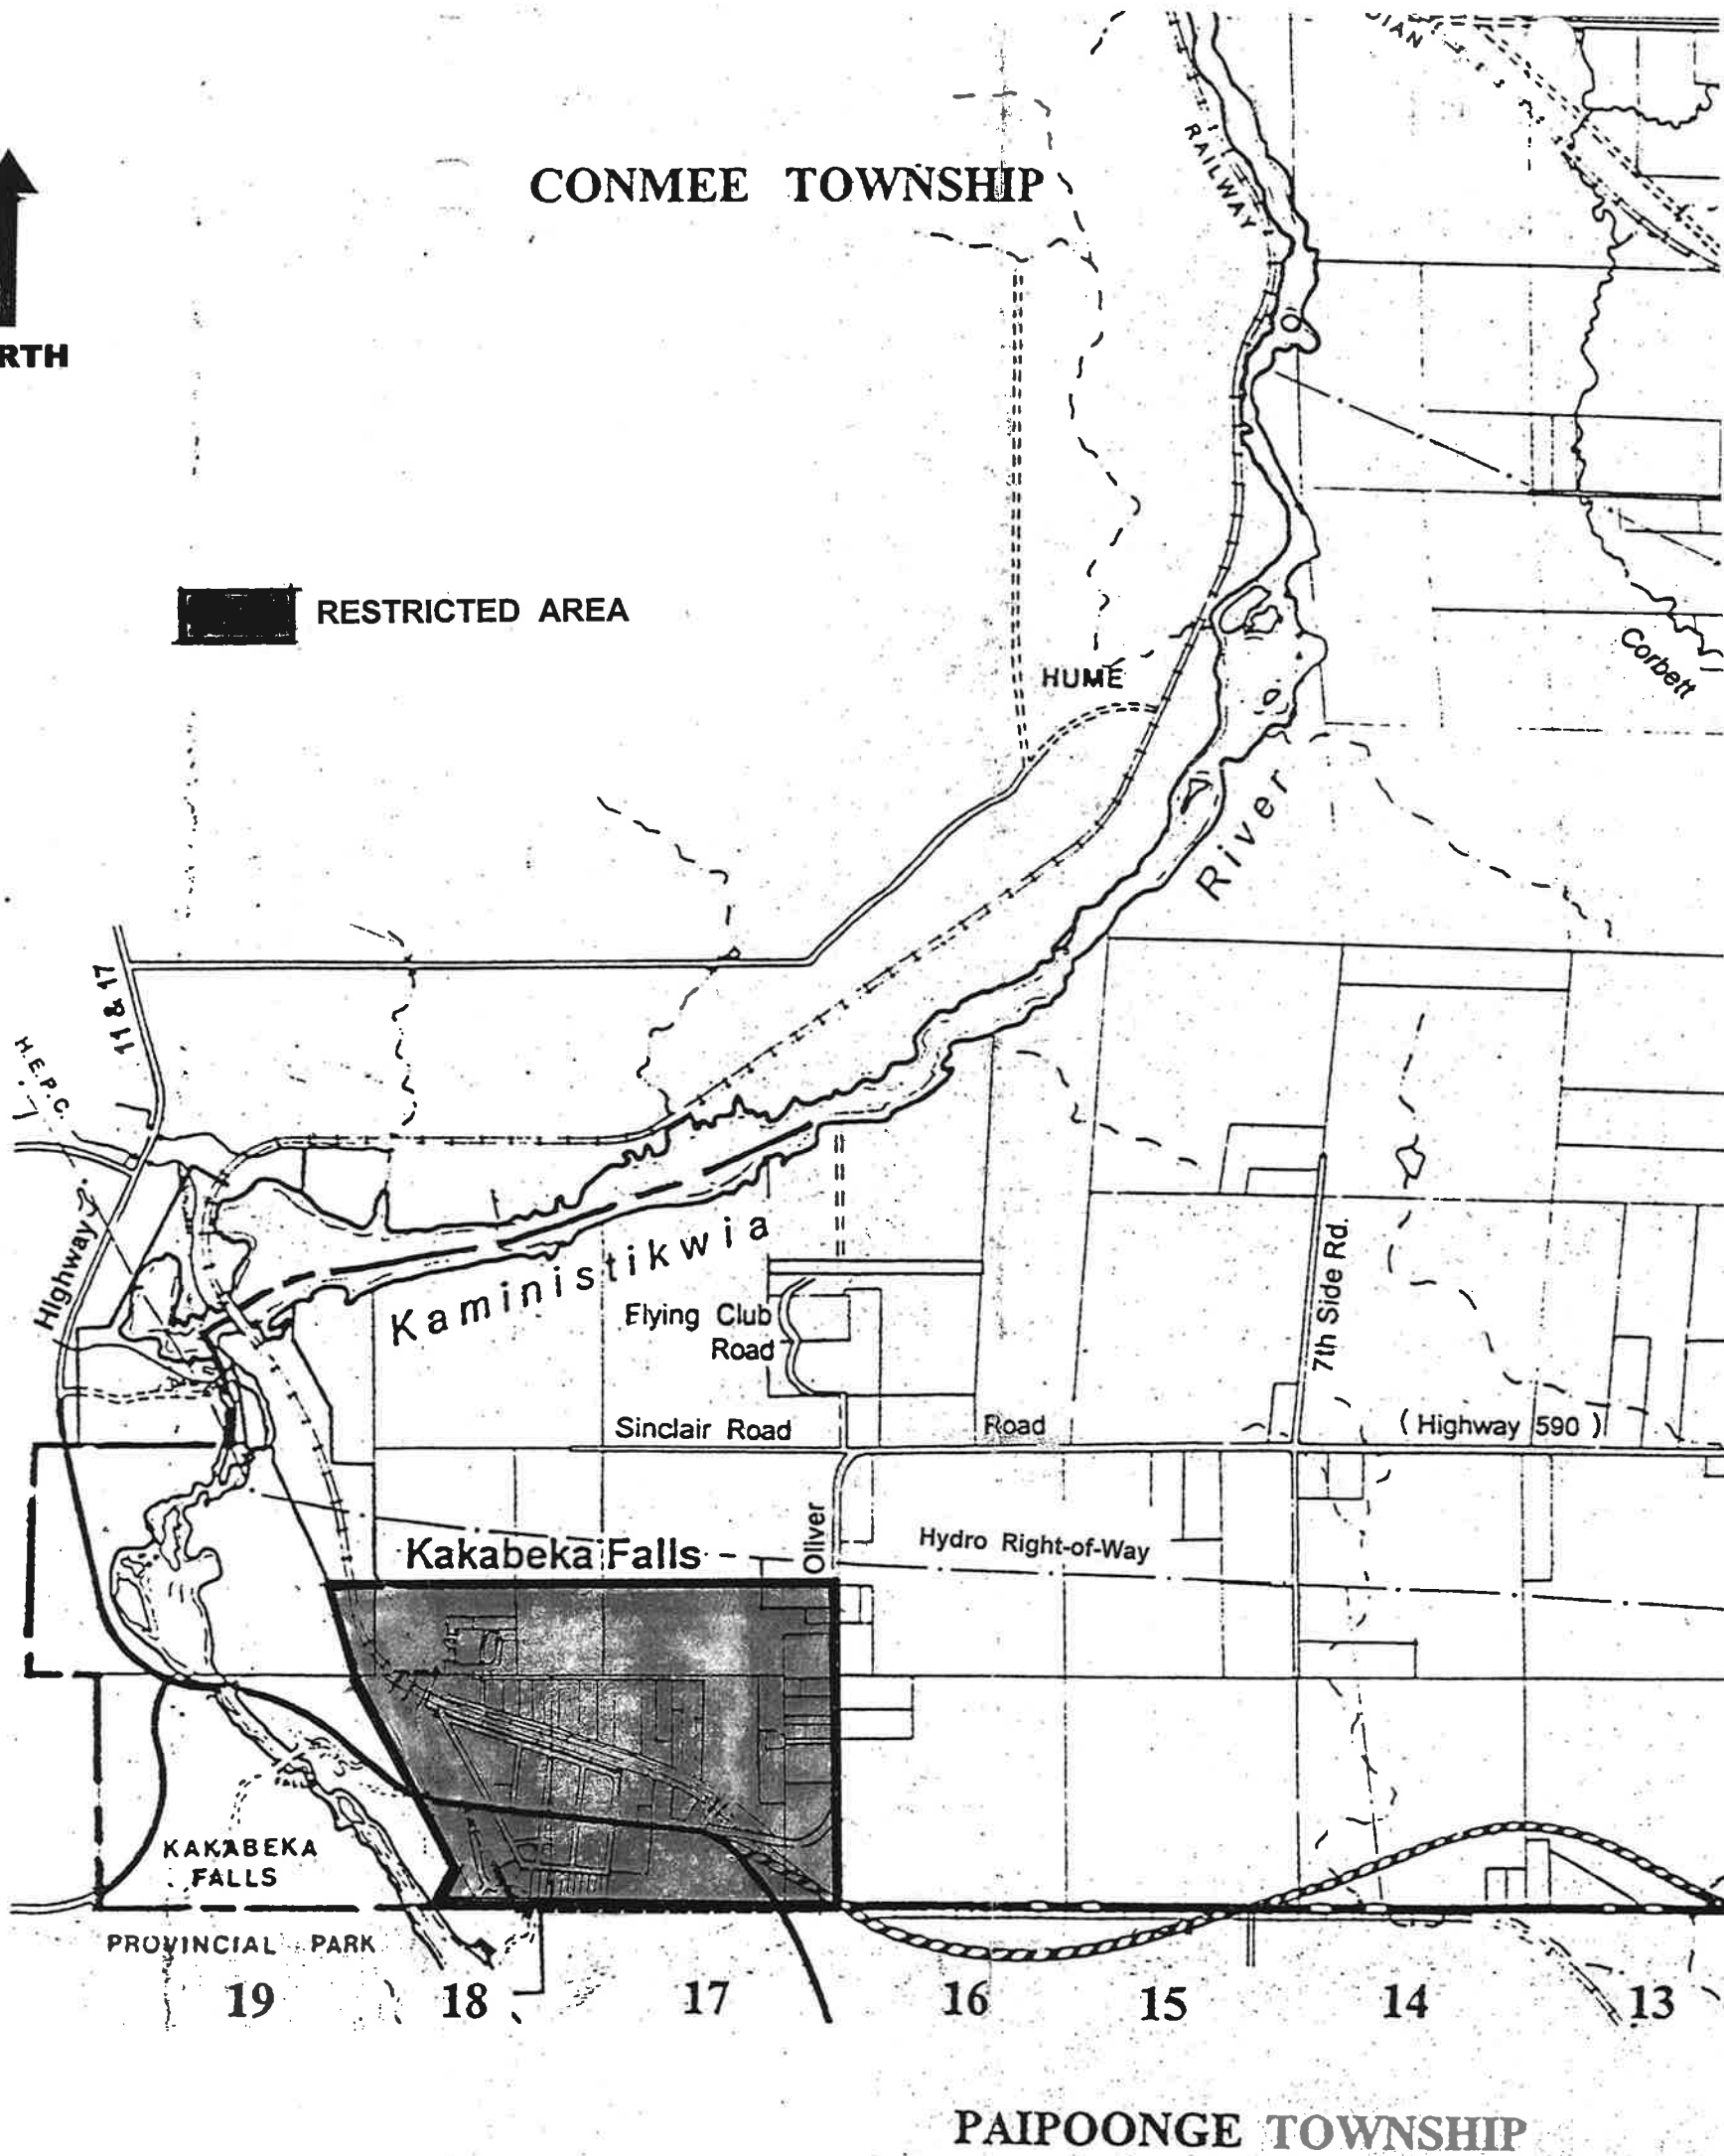 CONMEE TOWNSHIP
RAILWAY
RTH
RESTRICTED AREA
HUME
Corbett
River
11 & 17
H.E.P.C.
Highway
Kaministikwia
Flying Club
Road
7th Side Rd.
Sinclair Road
Road
( Highway 590 )
Oliver
Hydro Right-of-Way
Kakabeka Falls
FALLS
KAKABEKA
FALLS
PROVINCIAL PARK
19 18 17 16 15 14 13
PAIPOONGE TOWNSHIP